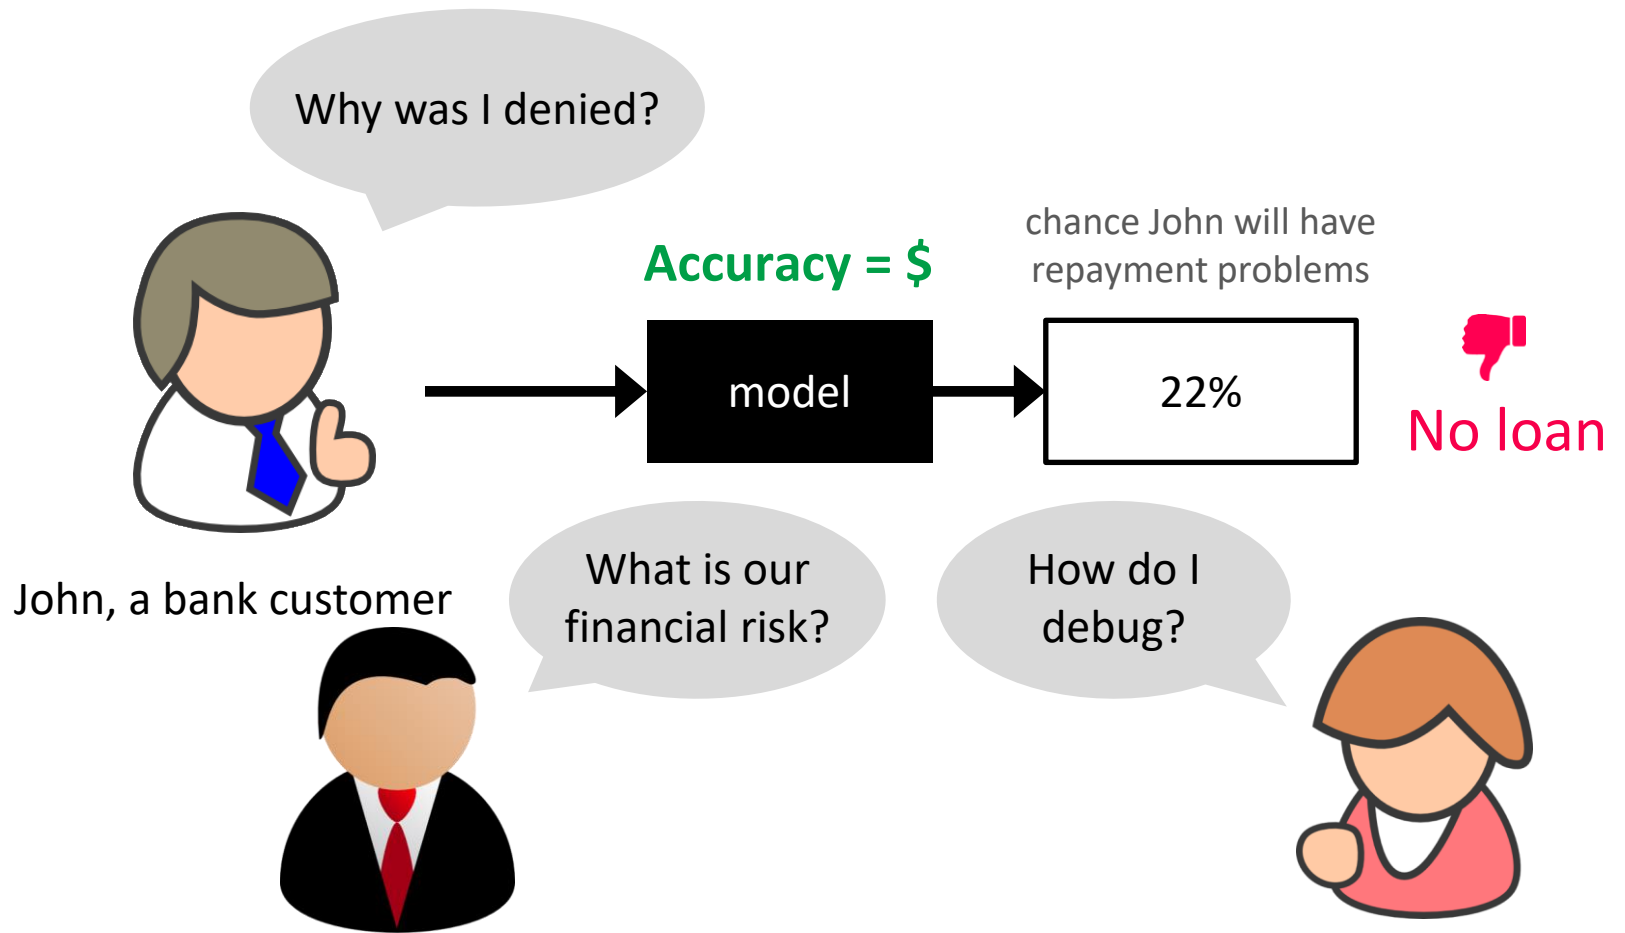 Why was I denied?
chance John will have
repayment problems
Accuracy = $
model
22%
No loan
What is our
financial risk?
How do I
debug?
John, a bank customer